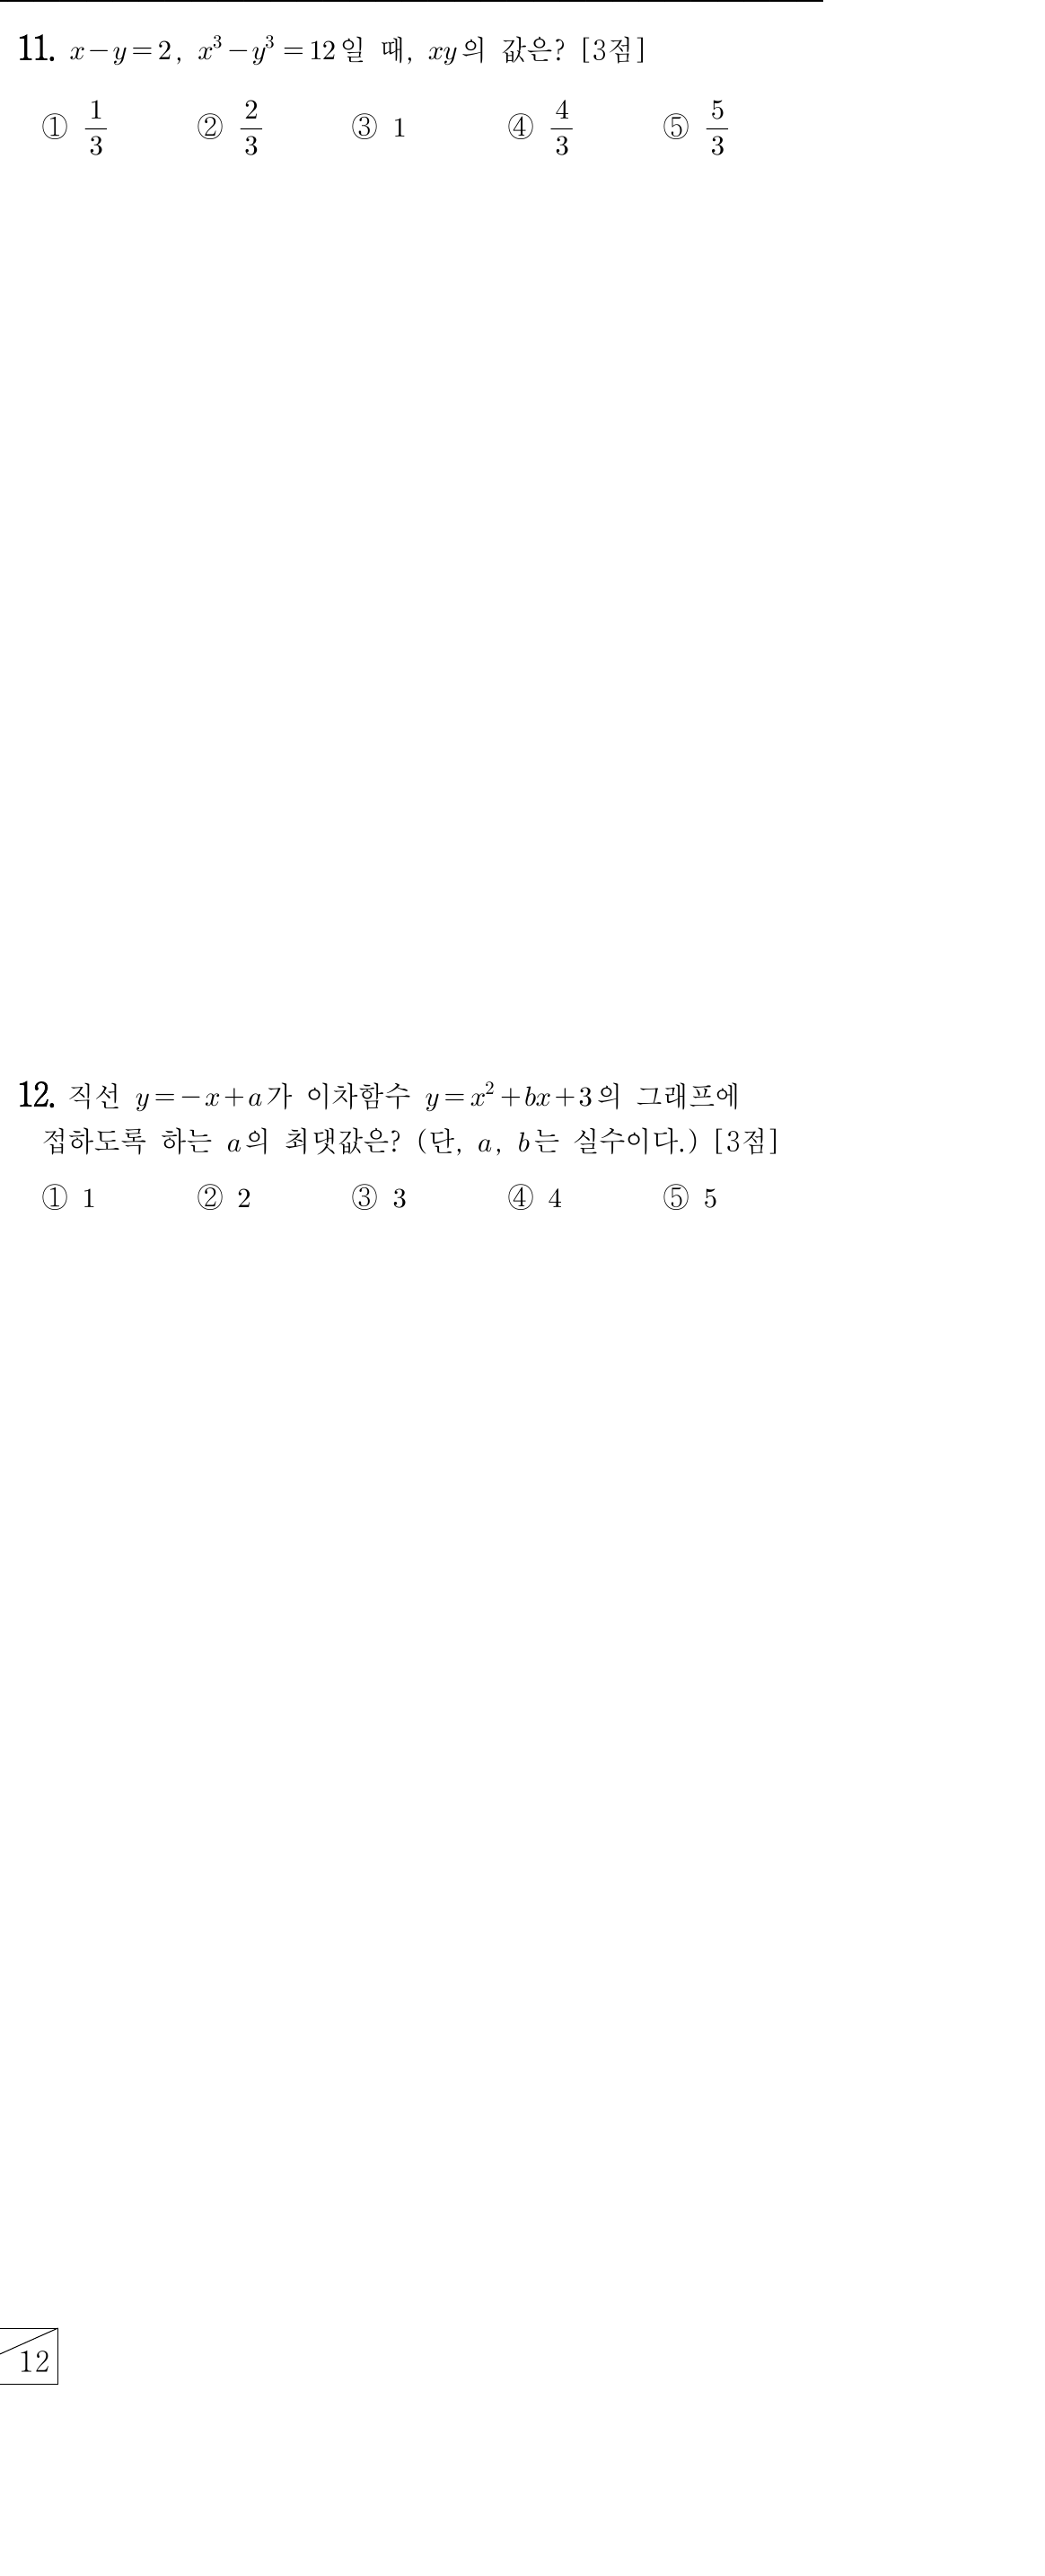 11. x−y=2, x³−y³=12일 때, xy의 값은? [3점]
① 1/3 ② 2/3 ③ 1 ④ 4/3 ⑤ 5/3
12. 직선 y=−x+a가 이차함수 y=x²+bx+3의 그래프에
접하도록 하는 a의 최댓값은? (단, a, b는 실수이다.) [3점]
① 1 ② 2 ③ 3 ④ 4 ⑤ 5
12